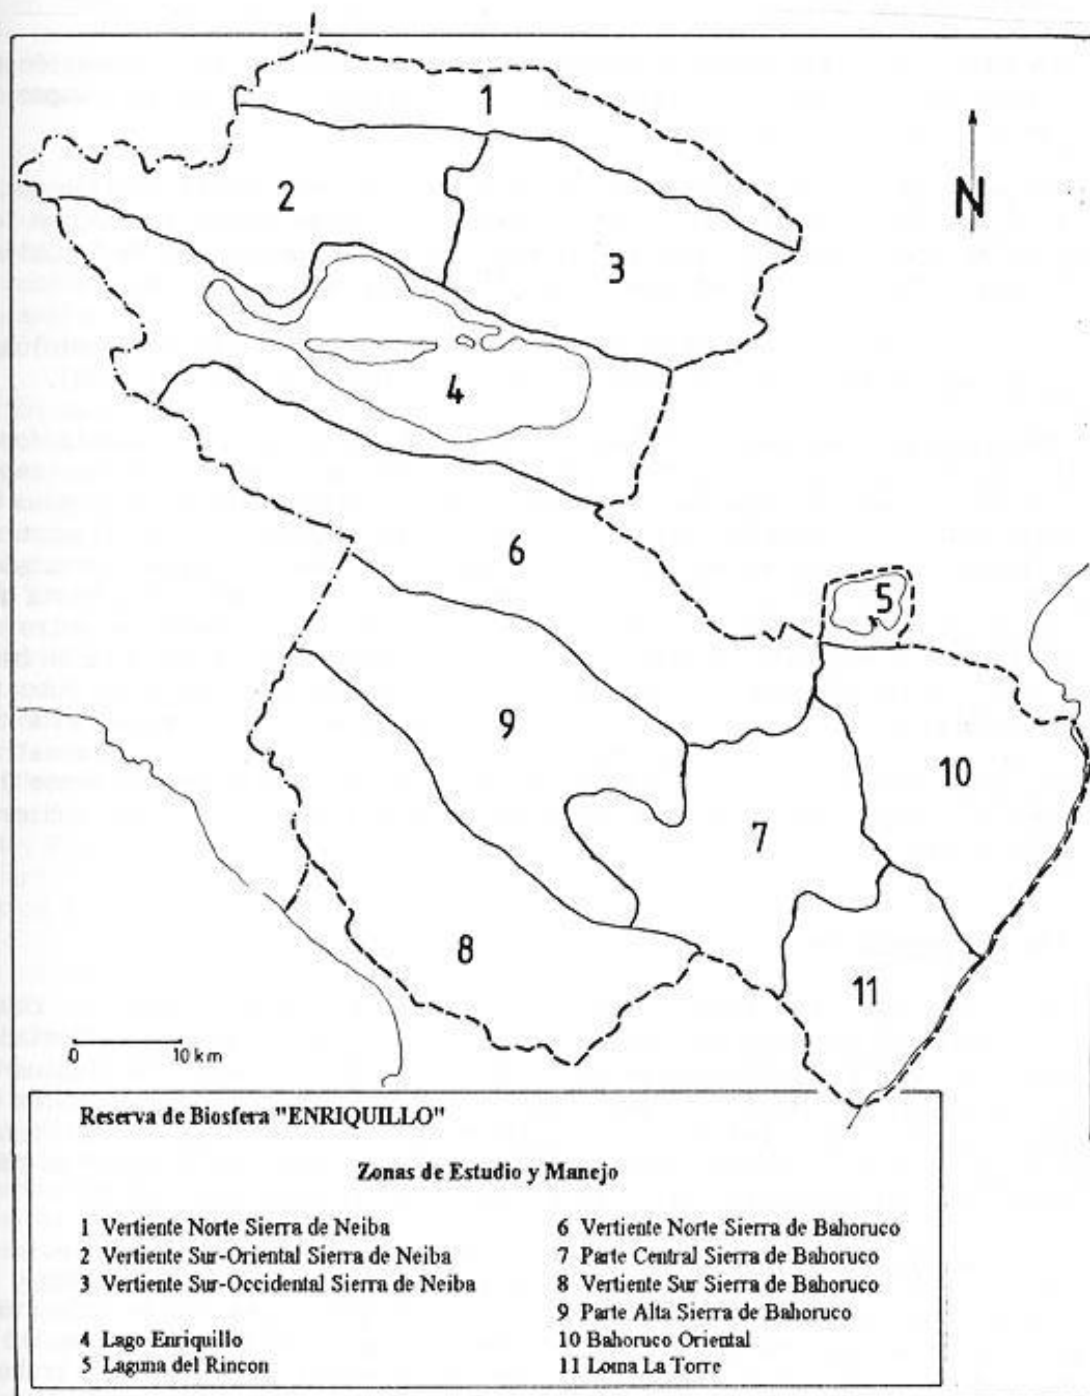 1
N
2
3
4
5
6
9
10
7
8
11
0 10 km
Reserva de Biosfera "ENRIQUILLO"
Zonas de Estudio y Manejo
1 Vertiente Norte Sierra de Neiba
2 Vertiente Sur-Oriental Sierra de Neiba
3 Vertiente Sur-Occidental Sierra de Neiba
4 Lago Enriquillo
5 Laguna del Rincon
6 Vertiente Norte Sierra de Bahoruco
7 Parte Central Sierra de Bahoruco
8 Vertiente Sur Sierra de Bahoruco
9 Parte Alta Sierra de Bahoruco
10 Bahoruco Oriental
11 Loma La Torre